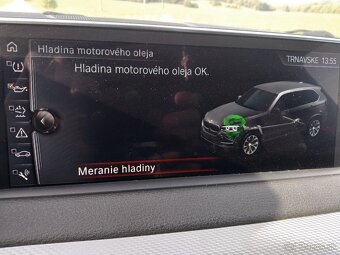 Hladina motorového oleja
TRNAVSKE 13:55
Hladina motorového oleja OK.
Meranie hladiny